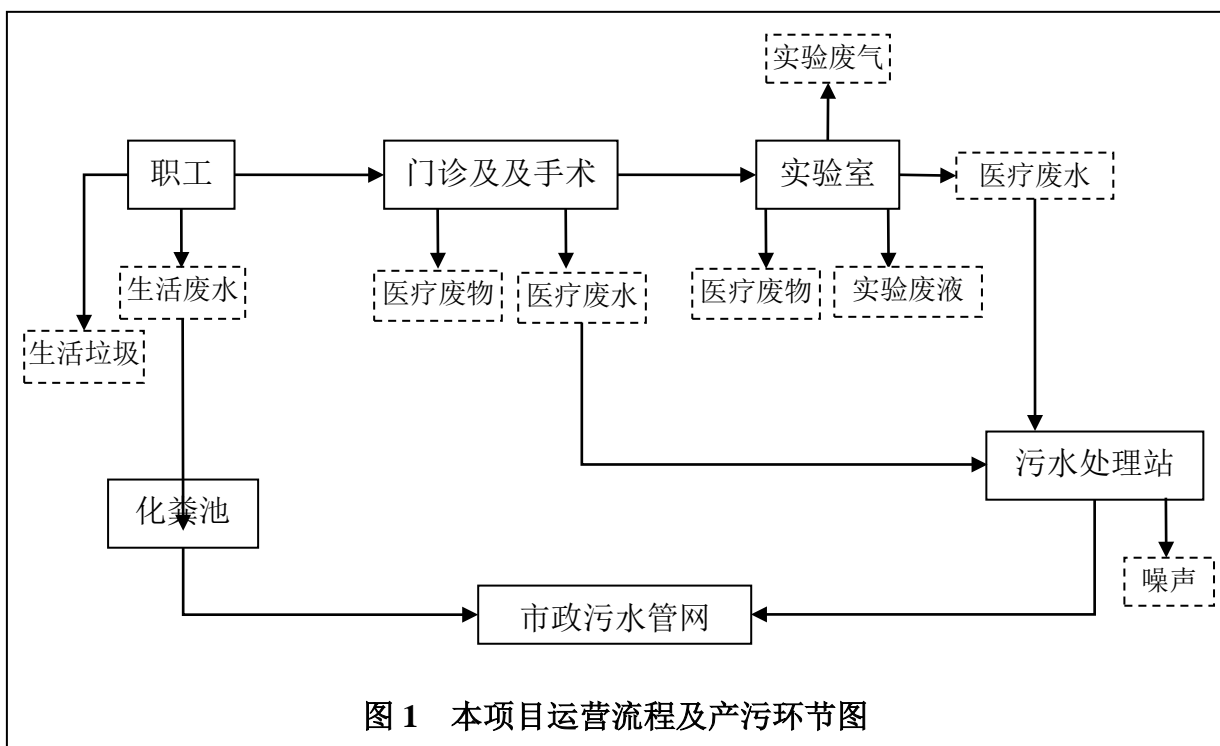 实验废气
职工
门诊及及手术
实验室
医疗废水
生活废水
医疗废物
医疗废水
医疗废物
实验废液
生活垃圾
污水处理站
化粪池
噪声
市政污水管网
图 1 本项目运营流程及产污环节图